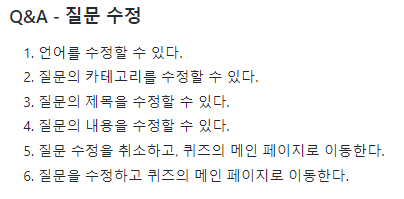 Q&A - 질문 수정
1. 언어를 수정할 수 있다.
2. 질문의 카테고리를 수정할 수 있다.
3. 질문의 제목을 수정할 수 있다.
4. 질문의 내용을 수정할 수 있다.
5. 질문 수정을 취소하고, 퀴즈의 메인 페이지로 이동한다.
6. 질문을 수정하고 퀴즈의 메인 페이지로 이동한다.